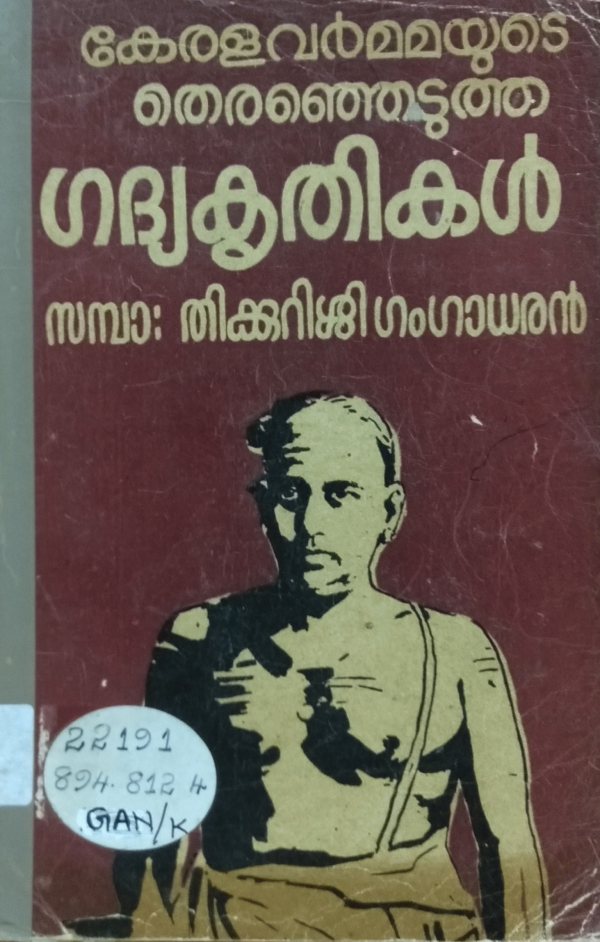 കേരളവർമ്മയുടെ
തെരഞ്ഞെടുത്ത
ഗദ്യകൃതികൾ
സമ്പാ: തിക്കുറിശ്ശി ഗംഗാധരൻ
22191
894.812 4
GAN/K